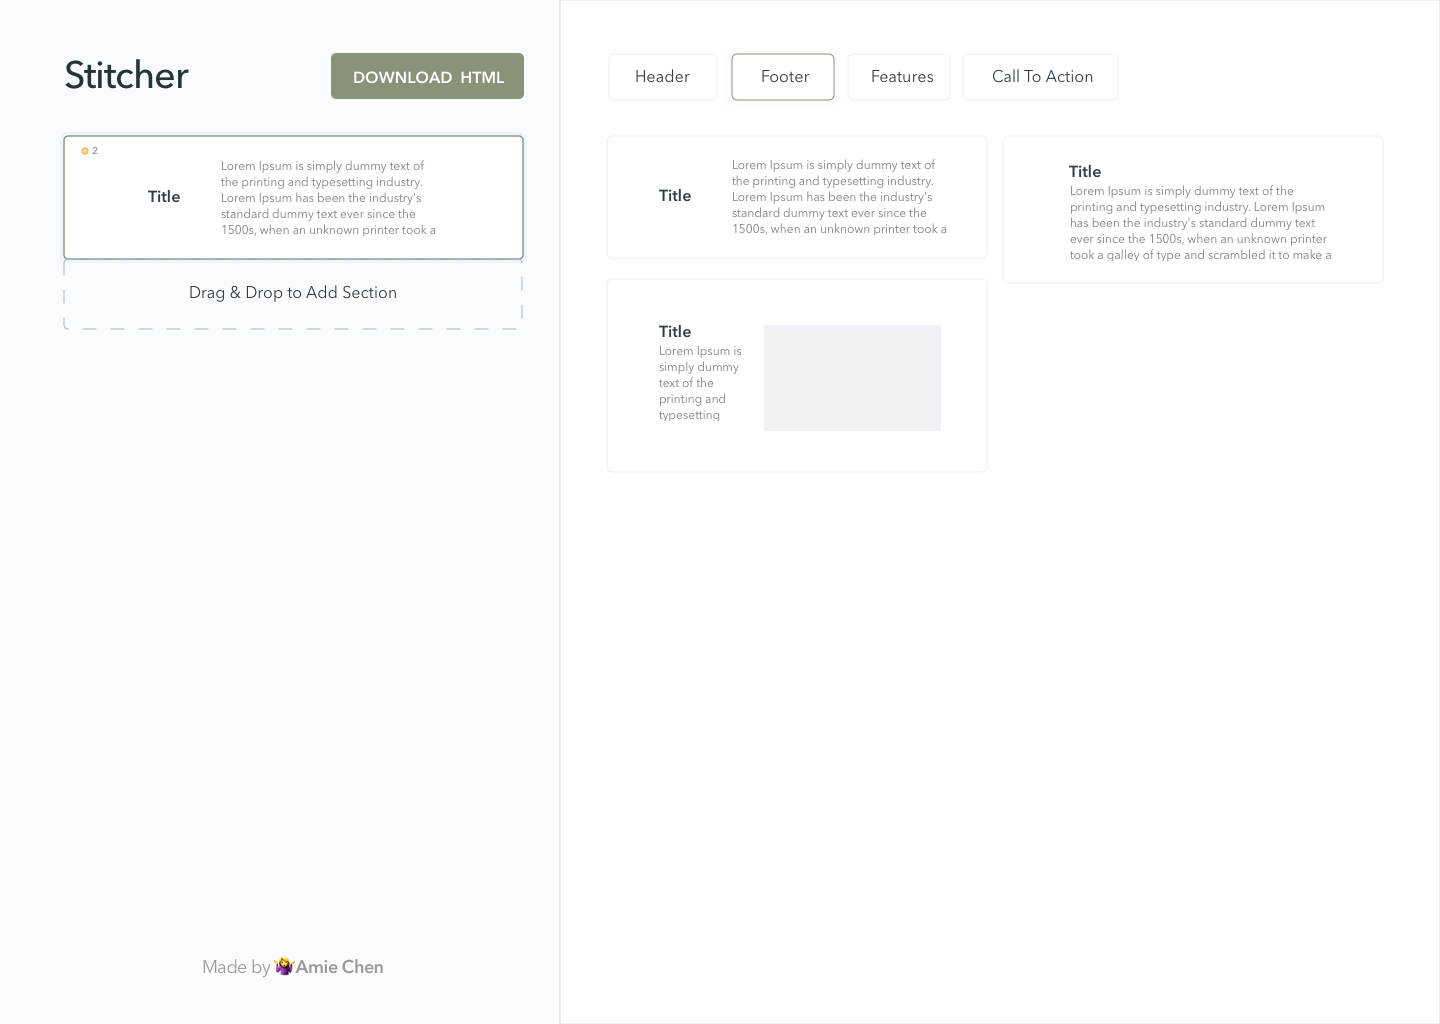 Stitcher
DOWNLOAD HTML
2
Title
Lorem Ipsum is simply dummy text of
the printing and typesetting industry.
Lorem Ipsum has been the industry's
standard dummy text ever since the
1500s, when an unknown printer took a
Drag & Drop to Add Section
Made by 🤷‍♀️Amie Chen
Header
Footer
Features
Call To Action
Title
Lorem Ipsum is simply dummy text of
the printing and typesetting industry.
Lorem Ipsum has been the industry's
standard dummy text ever since the
1500s, when an unknown printer took a
Title
Lorem Ipsum is simply dummy text of the
printing and typesetting industry. Lorem Ipsum
has been the industry's standard dummy text
ever since the 1500s, when an unknown printer
took a galley of type and scrambled it to make a
Title
Lorem Ipsum is
simply dummy
text of the
printing and
typesetting